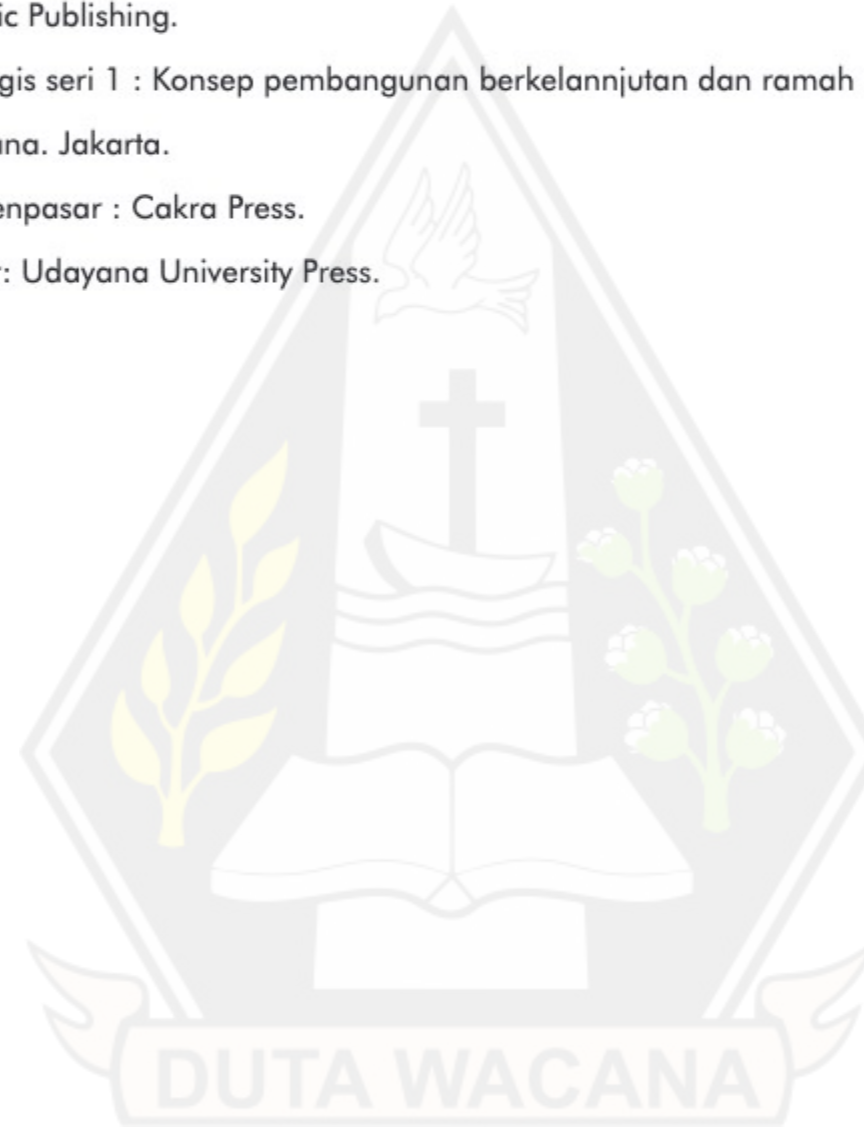 ic Publishing.
gis seri 1 : Konsep pembangunan berkelannjutan dan ramah
ana. Jakarta.
enpasar : Cakra Press.
r: Udayana University Press.
DUTA WACANA